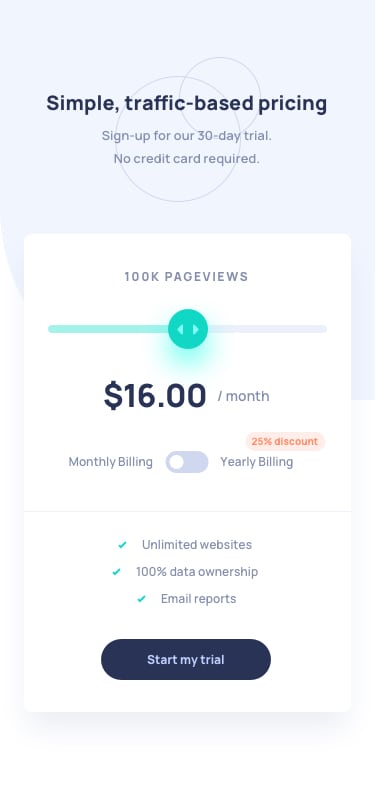 Simple, traffic-based pricing
Sign-up for our 30-day trial.
No credit card required.
100K PAGEVIEWS
$16.00 / month
25% discount
Monthly Billing Yearly Billing
Unlimited websites
100% data ownership
Email reports
Start my trial